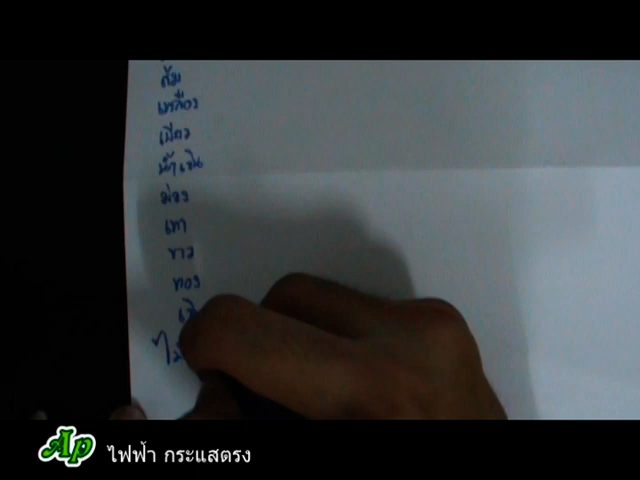 ส้ม
เหลือง
เขียว
น้ำเงิน
ม่วง
เทา
ขาว
ทอง
Ap ไฟฟ้า กระแสตรง